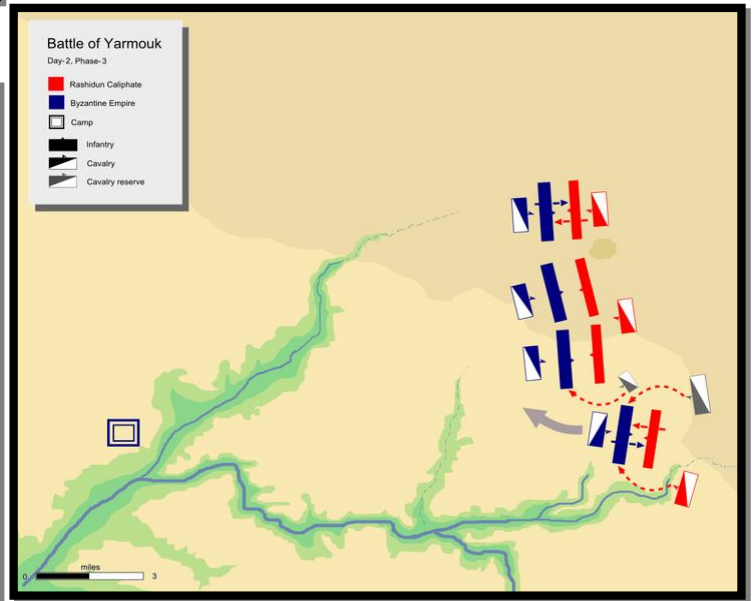 Battle of Yarmouk
Day-2, Phase-3
Rashidun Caliphate
Byzantine Empire
Camp
Infantry
Cavalry
Cavalry reserve
miles
0 3